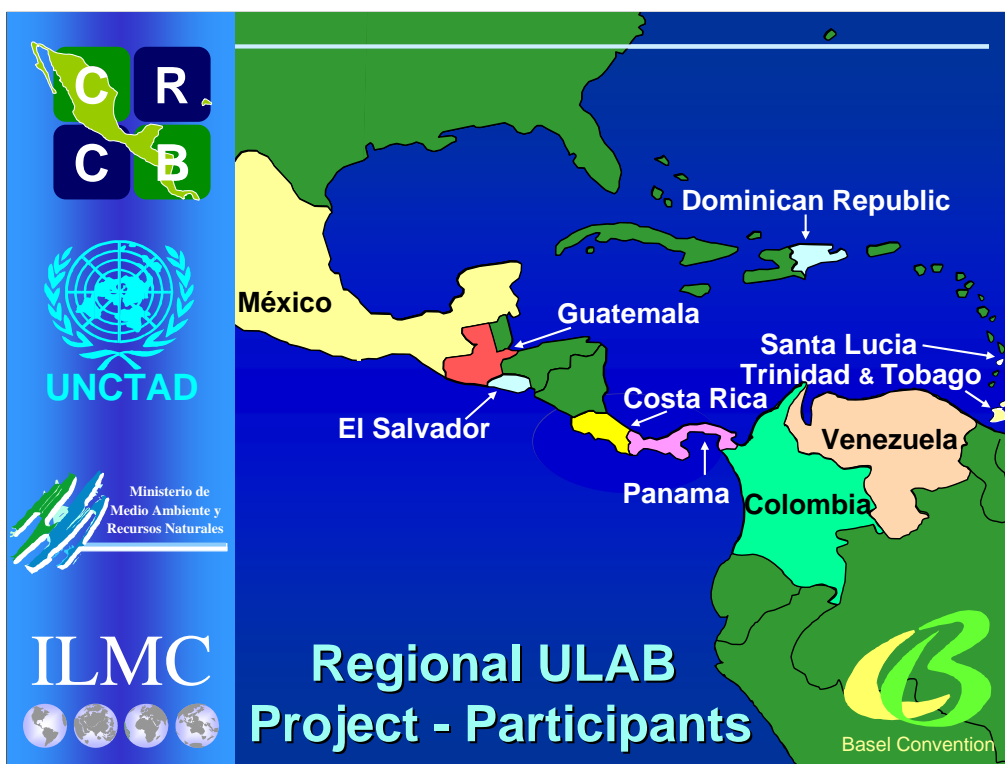 C R
C B
UNCTAD
Ministerio de
Medio Ambiente y
Recursos Naturales
ILMC
Dominican Republic
México
Guatemala
Santa Lucia
Trinidad & Tobago
Costa Rica
El Salvador
Venezuela
Panama
Colombia
Regional ULAB
Project - Participants
Basel Convention